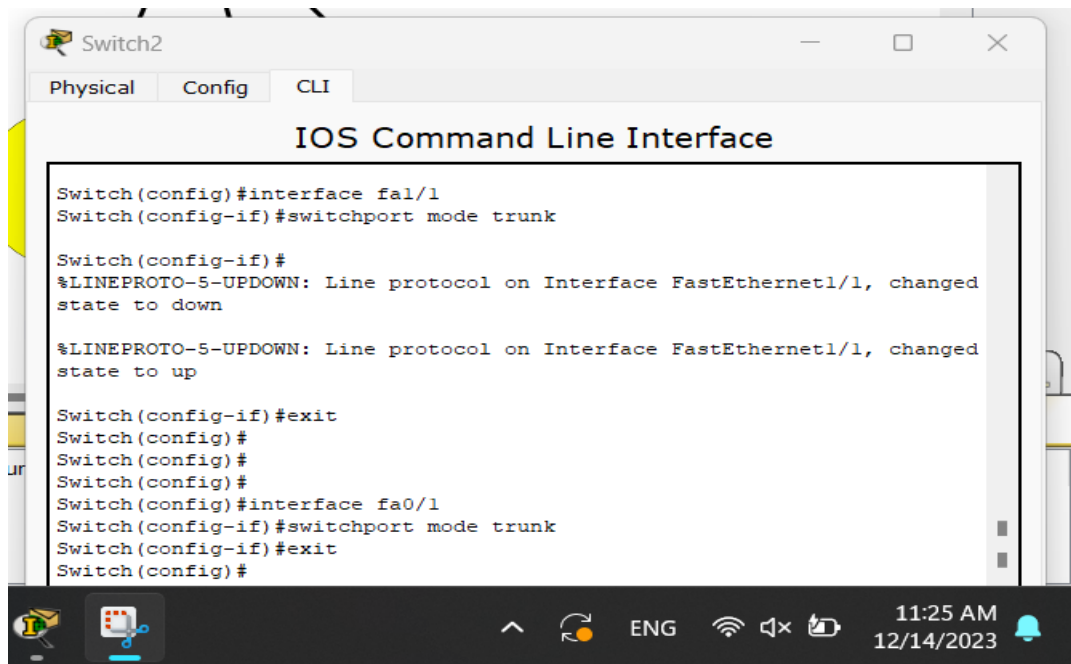 Switch2
Physical Config CLI
IOS Command Line Interface
Switch(config)#interface fa1/1
Switch(config-if)#switchport mode trunk
Switch(config-if)#
%LINEPROTO-5-UPDOWN: Line protocol on Interface FastEthernet1/1, changed
state to down
%LINEPROTO-5-UPDOWN: Line protocol on Interface FastEthernet1/1, changed
state to up
Switch(config-if)#exit
Switch(config)#
Switch(config)#
Switch(config)#
Switch(config)#interface fa0/1
Switch(config-if)#switchport mode trunk
Switch(config-if)#exit
Switch(config)#
ENG
11:25 AM
12/14/2023